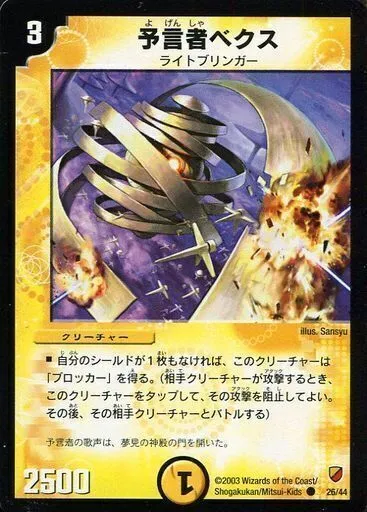 3
よげんしゃ
予言者ベクス
ライトブリンガー
illus. Sansyu
クリーチャー
■自分のシールドが1枚もなければ、このクリーチャーは
「ブロッカー」を得る。（相手クリーチャーが攻撃するとき、
このクリーチャーをタップして、その攻撃を阻止してよい。
その後、その相手クリーチャーとバトルする）
予言者の歌声は、夢見の神殿の門を開いた。
2500
1
©2003 Wizards of the Coast/
Shogakukan/Mitsui-Kids ● 26/44